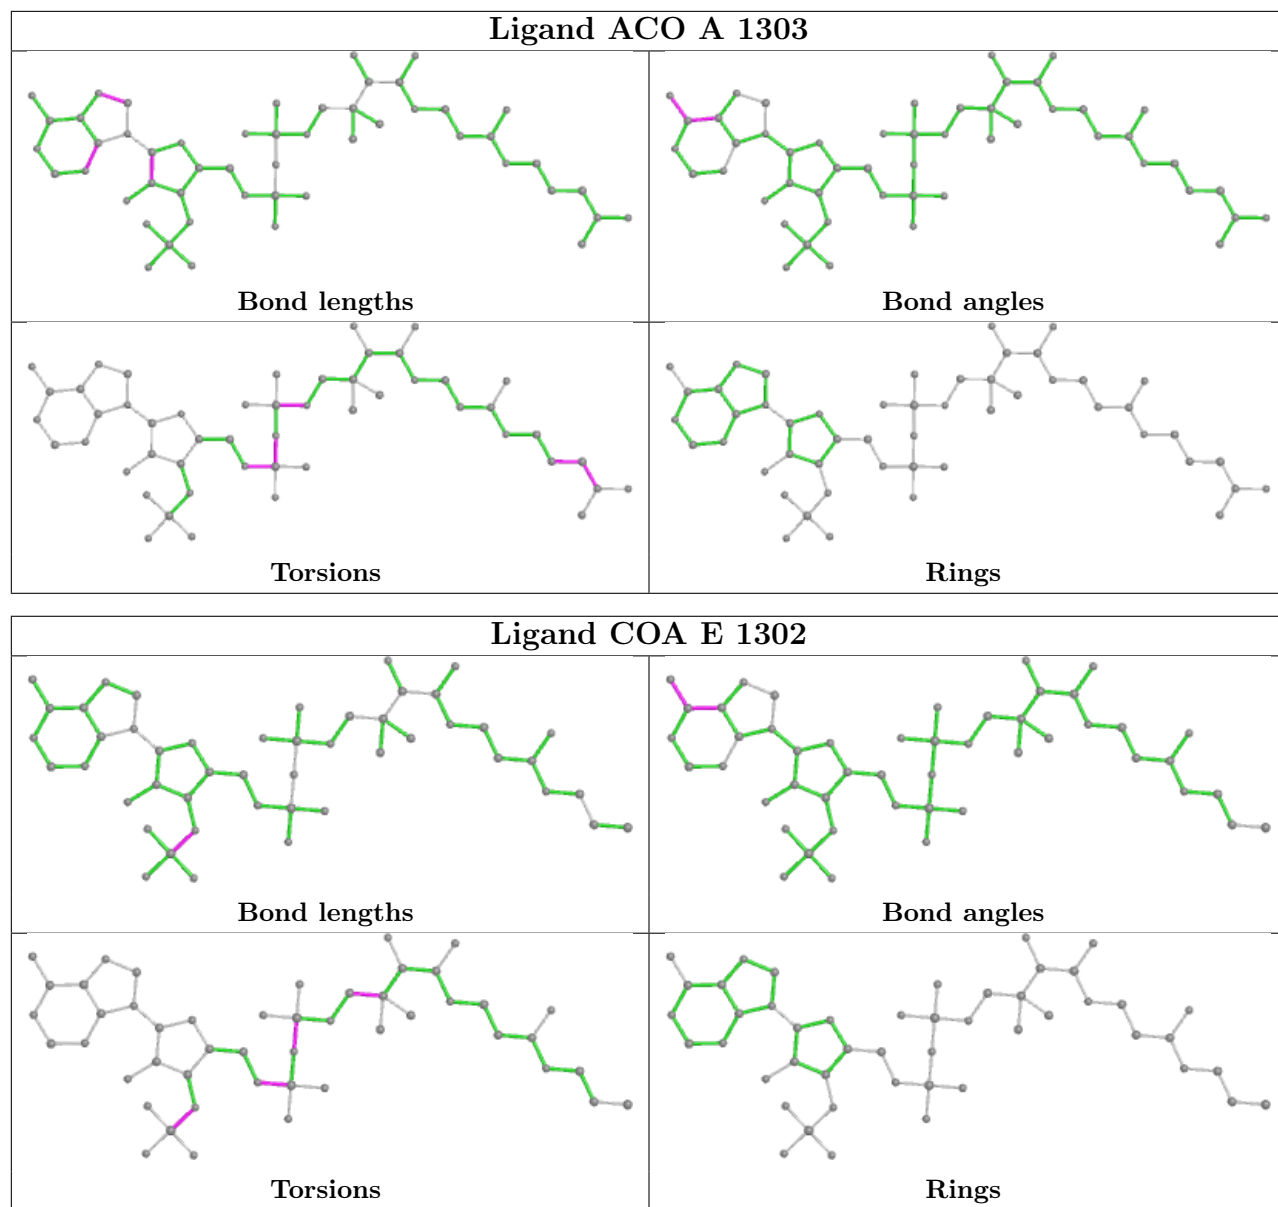 Ligand ACO A 1303
Bond lengths
Bond angles
Torsions
Rings
Ligand COA E 1302
Bond lengths
Bond angles
Torsions
Rings